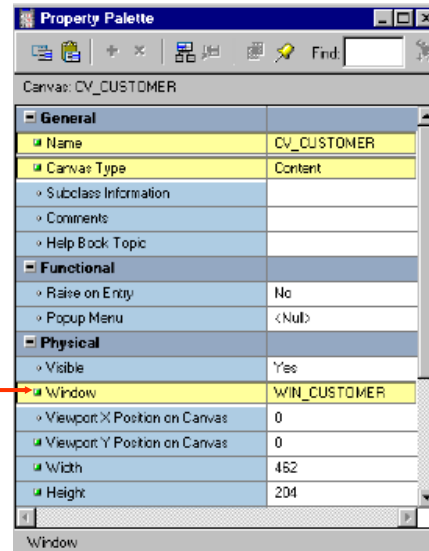 Property Palette
Find:
Canvas: CV_CUSTOMER
General
Name CV_CUSTOMER
Canvas Type Content
Subclass Information
Comments
Help Book Topic
Functional
Raise on Entry No
Popup Menu <Null>
Physical
Visible Yes
Window WIN_CUSTOMER
Viewport X Position on Canvas 0
Viewport Y Position on Canvas 0
Width 462
Height 204
Window